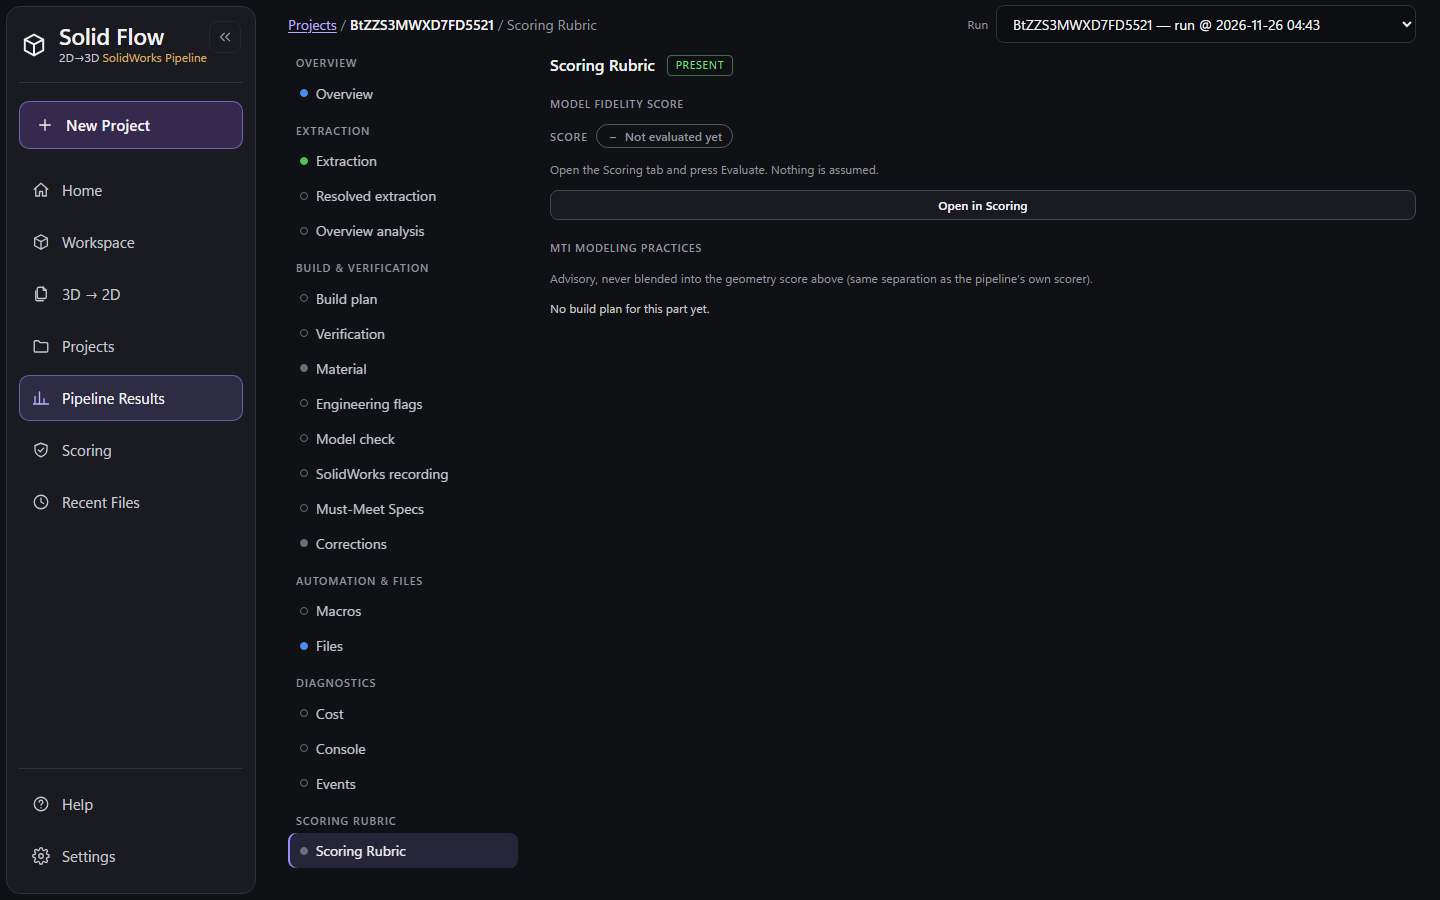 Solid Flow
2D→3D SolidWorks Pipeline
New Project
Home
Workspace
3D → 2D
Projects
Pipeline Results
Scoring
Recent Files
Help
Settings
Projects / BtZZS3MWXD7FD5521 / Scoring Rubric
Run
BtZZS3MWXD7FD5521 — run @ 2026-11-26 04:43
OVERVIEW
Overview
EXTRACTION
Extraction
Resolved extraction
Overview analysis
BUILD & VERIFICATION
Build plan
Verification
Material
Engineering flags
Model check
SolidWorks recording
Must-Meet Specs
Corrections
AUTOMATION & FILES
Macros
Files
DIAGNOSTICS
Cost
Console
Events
SCORING RUBRIC
Scoring Rubric
Scoring Rubric PRESENT
MODEL FIDELITY SCORE
SCORE – Not evaluated yet
Open the Scoring tab and press Evaluate. Nothing is assumed.
Open in Scoring
MTI MODELING PRACTICES
Advisory, never blended into the geometry score above (same separation as the pipeline's own scorer).
No build plan for this part yet.